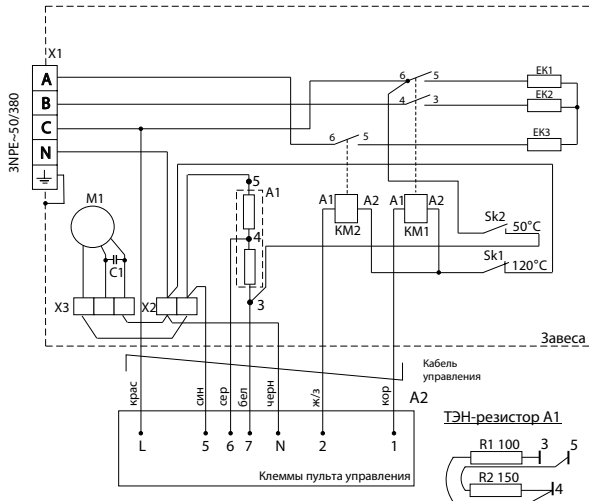 X1
A
B
C
N
3NPE~50/380
6 5
4 3
6 5
EK1
EK2
EK3
M1
C1
5
A1
4
3
A1 A2
KM2
A1 A2
KM1
Sk2
50°C
Sk1
120°C
X3
X2
Завеса
Кабель
управления
крас
син
сер
бел
черн
ж/з
кор
A2
L 5 6 7 N 2 1
Клеммы пульта управления
ТЭН-резистор А1
R1 100
3 5
R2 150
4